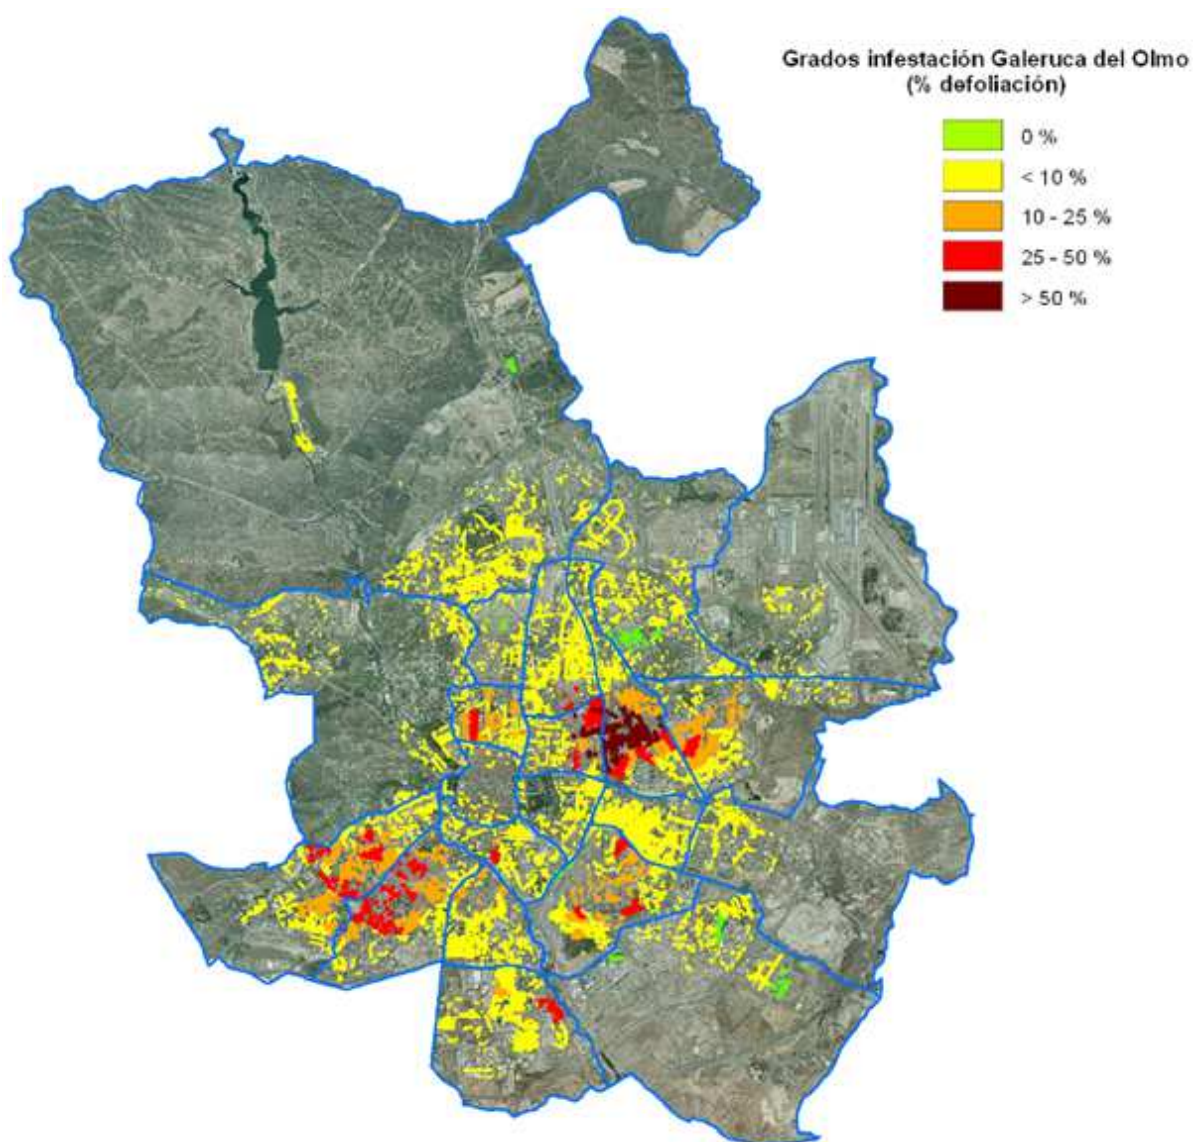 Grados infestación Galeruca del Olmo
(% defoliación)
0 %
< 10 %
10 - 25 %
25 - 50 %
> 50 %